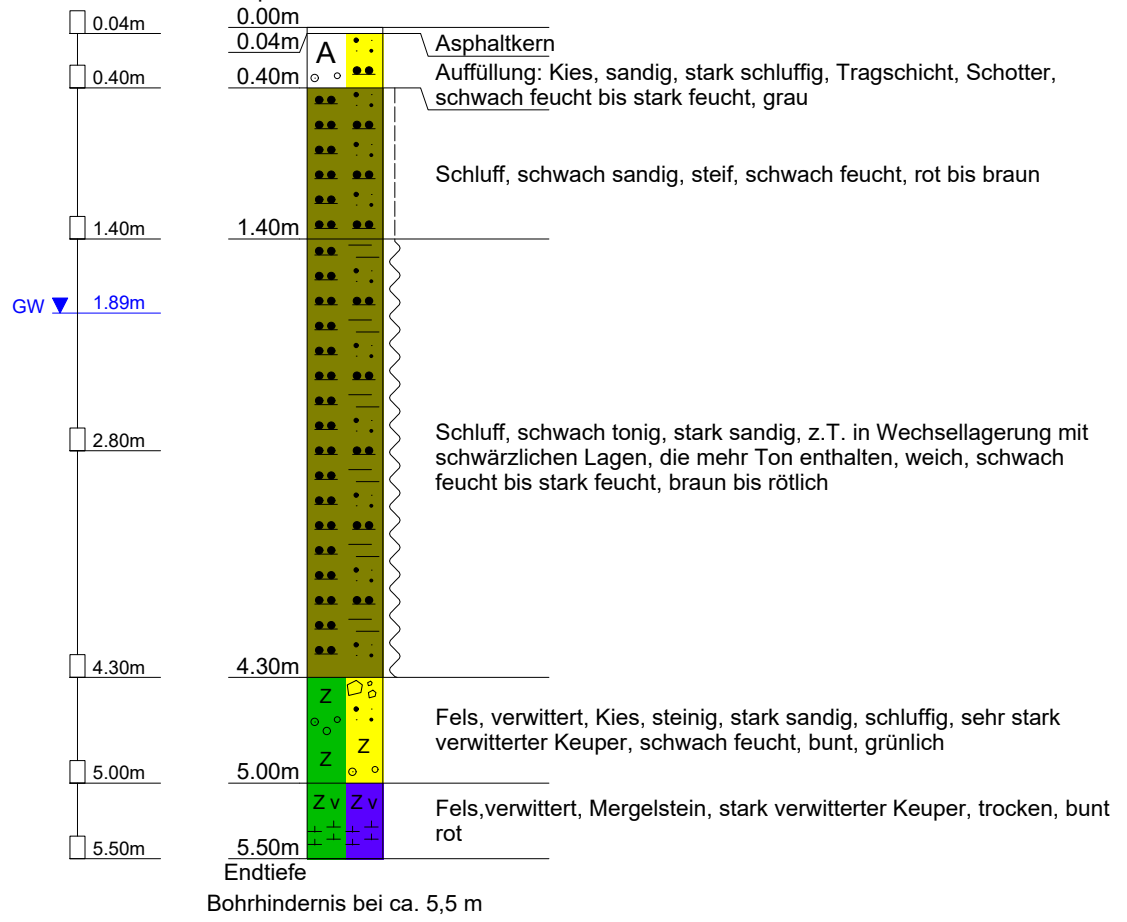 0.00m
0.04m
0.04m
A
Asphaltkern
0.40m
0.40m
Auffüllung: Kies, sandig, stark schluffig, Tragschicht, Schotter,
schwach feucht bis stark feucht, grau
Schluff, schwach sandig, steif, schwach feucht, rot bis braun
1.40m
1.40m
GW
1.89m
2.80m
Schluff, schwach tonig, stark sandig, z.T. in Wechsellagerung mit
schwärzlichen Lagen, die mehr Ton enthalten, weich, schwach
feucht bis stark feucht, braun bis rötlich
4.30m
4.30m
Z
Z
Z
Fels, verwittert, Kies, steinig, stark sandig, schluffig, sehr stark
verwitterter Keuper, schwach feucht, bunt, grünlich
5.00m
5.00m
Z v Z v
Fels,verwittert, Mergelstein, stark verwitterter Keuper, trocken, bunt
rot
5.50m
5.50m
Endtiefe
Bohrhindernis bei ca. 5,5 m